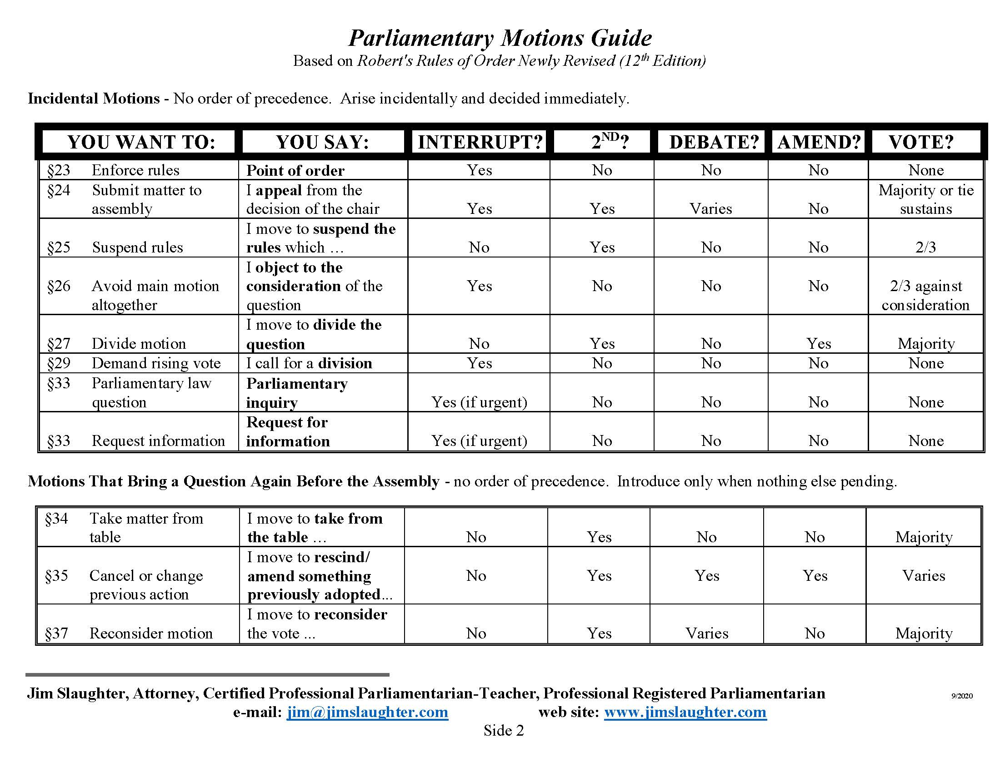 Parliamentary Motions Guide
Based on Robert's Rules of Order Newly Revised (12th Edition)
Incidental Motions - No order of precedence. Arise incidentally and decided immediately.
YOU WANT TO: YOU SAY: INTERRUPT? 2ND? DEBATE? AMEND? VOTE?
§23 Enforce rules Point of order Yes No No No None
§24 Submit matter to I appeal from the Majority or tie
assembly decision of the chair Yes Yes Varies No sustains
I move to suspend the
§25 Suspend rules rules which … No Yes No No 2/3
I object to the
§26 Avoid main motion consideration of the Yes No No No 2/3 against
altogether question consideration
I move to divide the
§27 Divide motion question No Yes No Yes Majority
§29 Demand rising vote I call for a division Yes No No No None
§33 Parliamentary law Parliamentary
question inquiry Yes (if urgent) No No No None
Request for
§33 Request information information Yes (if urgent) No No No None
Motions That Bring a Question Again Before the Assembly - no order of precedence. Introduce only when nothing else pending.
§34 Take matter from I move to take from
table the table … No Yes No No Majority
I move to rescind/
§35 Cancel or change amend something No Yes Yes Yes Varies
previous action previously adopted...
I move to reconsider
§37 Reconsider motion the vote ... No Yes Varies No Majority
Jim Slaughter, Attorney, Certified Professional Parliamentarian-Teacher, Professional Registered Parliamentarian 9/2020
e-mail: jim@jimslaughter.com web site: www.jimslaughter.com
Side 2